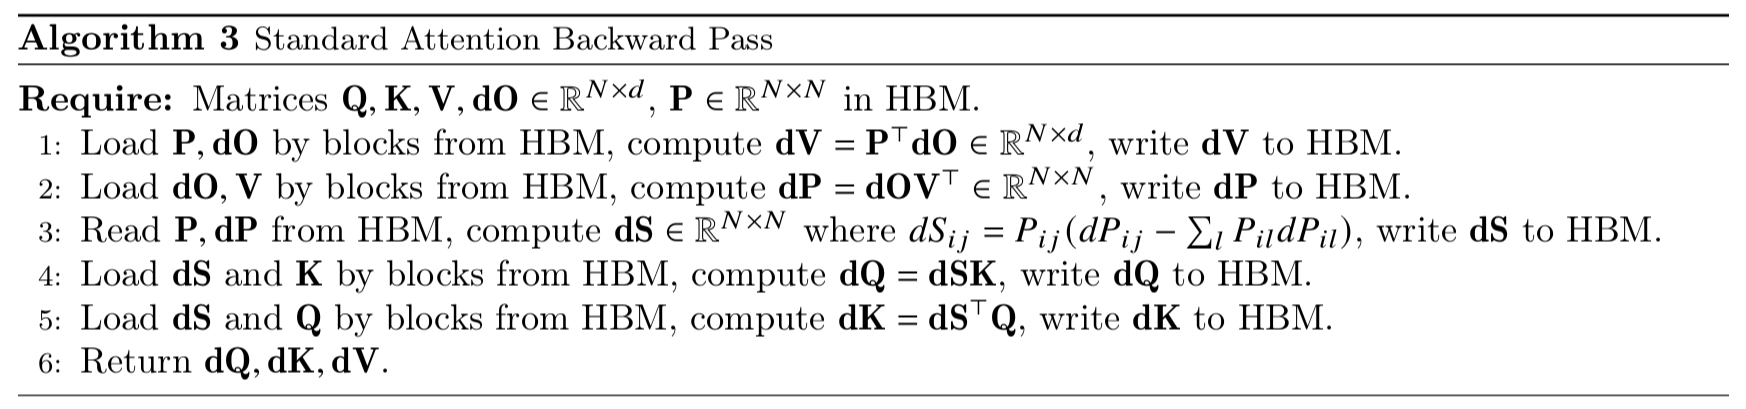 Algorithm 3 Standard Attention Backward Pass
Require: Matrices Q, K, V, dO ∈ ℝ^{N×d}, P ∈ ℝ^{N×N} in HBM.
1: Load P, dO by blocks from HBM, compute dV = P^⊤dO ∈ ℝ^{N×d}, write dV to HBM.
2: Load dO, V by blocks from HBM, compute dP = dOV^⊤ ∈ ℝ^{N×N}, write dP to HBM.
3: Read P, dP from HBM, compute dS ∈ ℝ^{N×N} where dS_{ij} = P_{ij}(dP_{ij} − ∑_l P_{il}dP_{il}), write dS to HBM.
4: Load dS and K by blocks from HBM, compute dQ = dSK, write dQ to HBM.
5: Load dS and Q by blocks from HBM, compute dK = dS^⊤Q, write dK to HBM.
6: Return dQ, dK, dV.